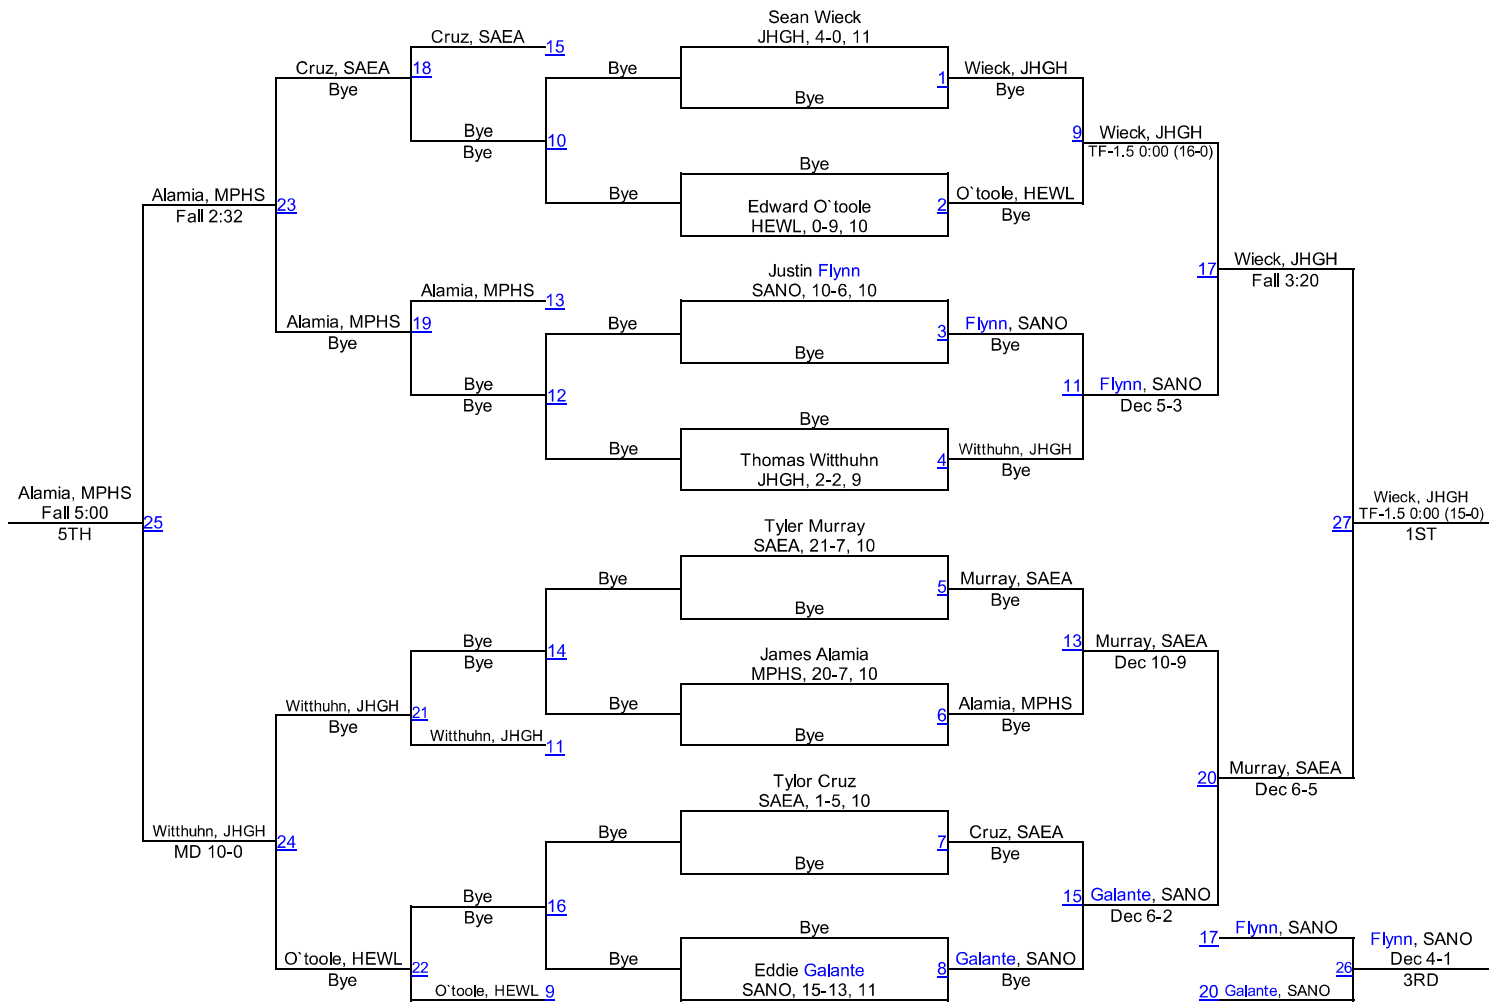 Sean Wieck
JHGH, 4-0, 11
Cruz, SAEA
15
Cruz, SAEA
18
Bye
Bye
1
Wieck, JHGH
Bye
Bye
Bye
Bye
10
9
Wieck, JHGH
TF-1.5 0:00 (16-0)
Alamia, MPHS
Fall 2:32
23
Bye
Edward O`toole
HEWL, 0-9, 10
2
O`toole, HEWL
Bye
Justin Flynn
SANO, 10-6, 10
17
Wieck, JHGH
Fall 3:20
Alamia, MPHS
13
Alamia, MPHS
Bye
19
Bye
3
Flynn, SANO
Bye
Bye
Bye
Bye
12
11
Flynn, SANO
Dec 5-3
Bye
Bye
Thomas Witthuhn
JHGH, 2-2, 9
4
Witthuhn, JHGH
Bye
Alamia, MPHS
Fall 5:00
5TH
25
27
Wieck, JHGH
TF-1.5 0:00 (15-0)
1ST
Tyler Murray
SAEA, 21-7, 10
Bye
5
Murray, SAEA
Bye
Bye
Bye
Bye
14
13
Murray, SAEA
Dec 10-9
James Alamia
MPHS, 20-7, 10
Witthuhn, JHGH
Bye
21
Bye
6
Alamia, MPHS
Bye
Witthuhn, JHGH
11
Bye
Tylor Cruz
SAEA, 1-5, 10
20
Murray, SAEA
Dec 6-5
Witthuhn, JHGH
MD 10-0
24
Bye
7
Cruz, SAEA
Bye
Bye
Bye
Bye
16
15
Galante, SANO
Dec 6-2
Bye
O`toole, HEWL
Bye
22
Bye
Eddie Galante
SANO, 15-13, 11
8
Galante, SANO
Bye
O`toole, HEWL
9
17
Flynn, SANO
26
Flynn, SANO
Dec 4-1
3RD
20
Galante, SANO